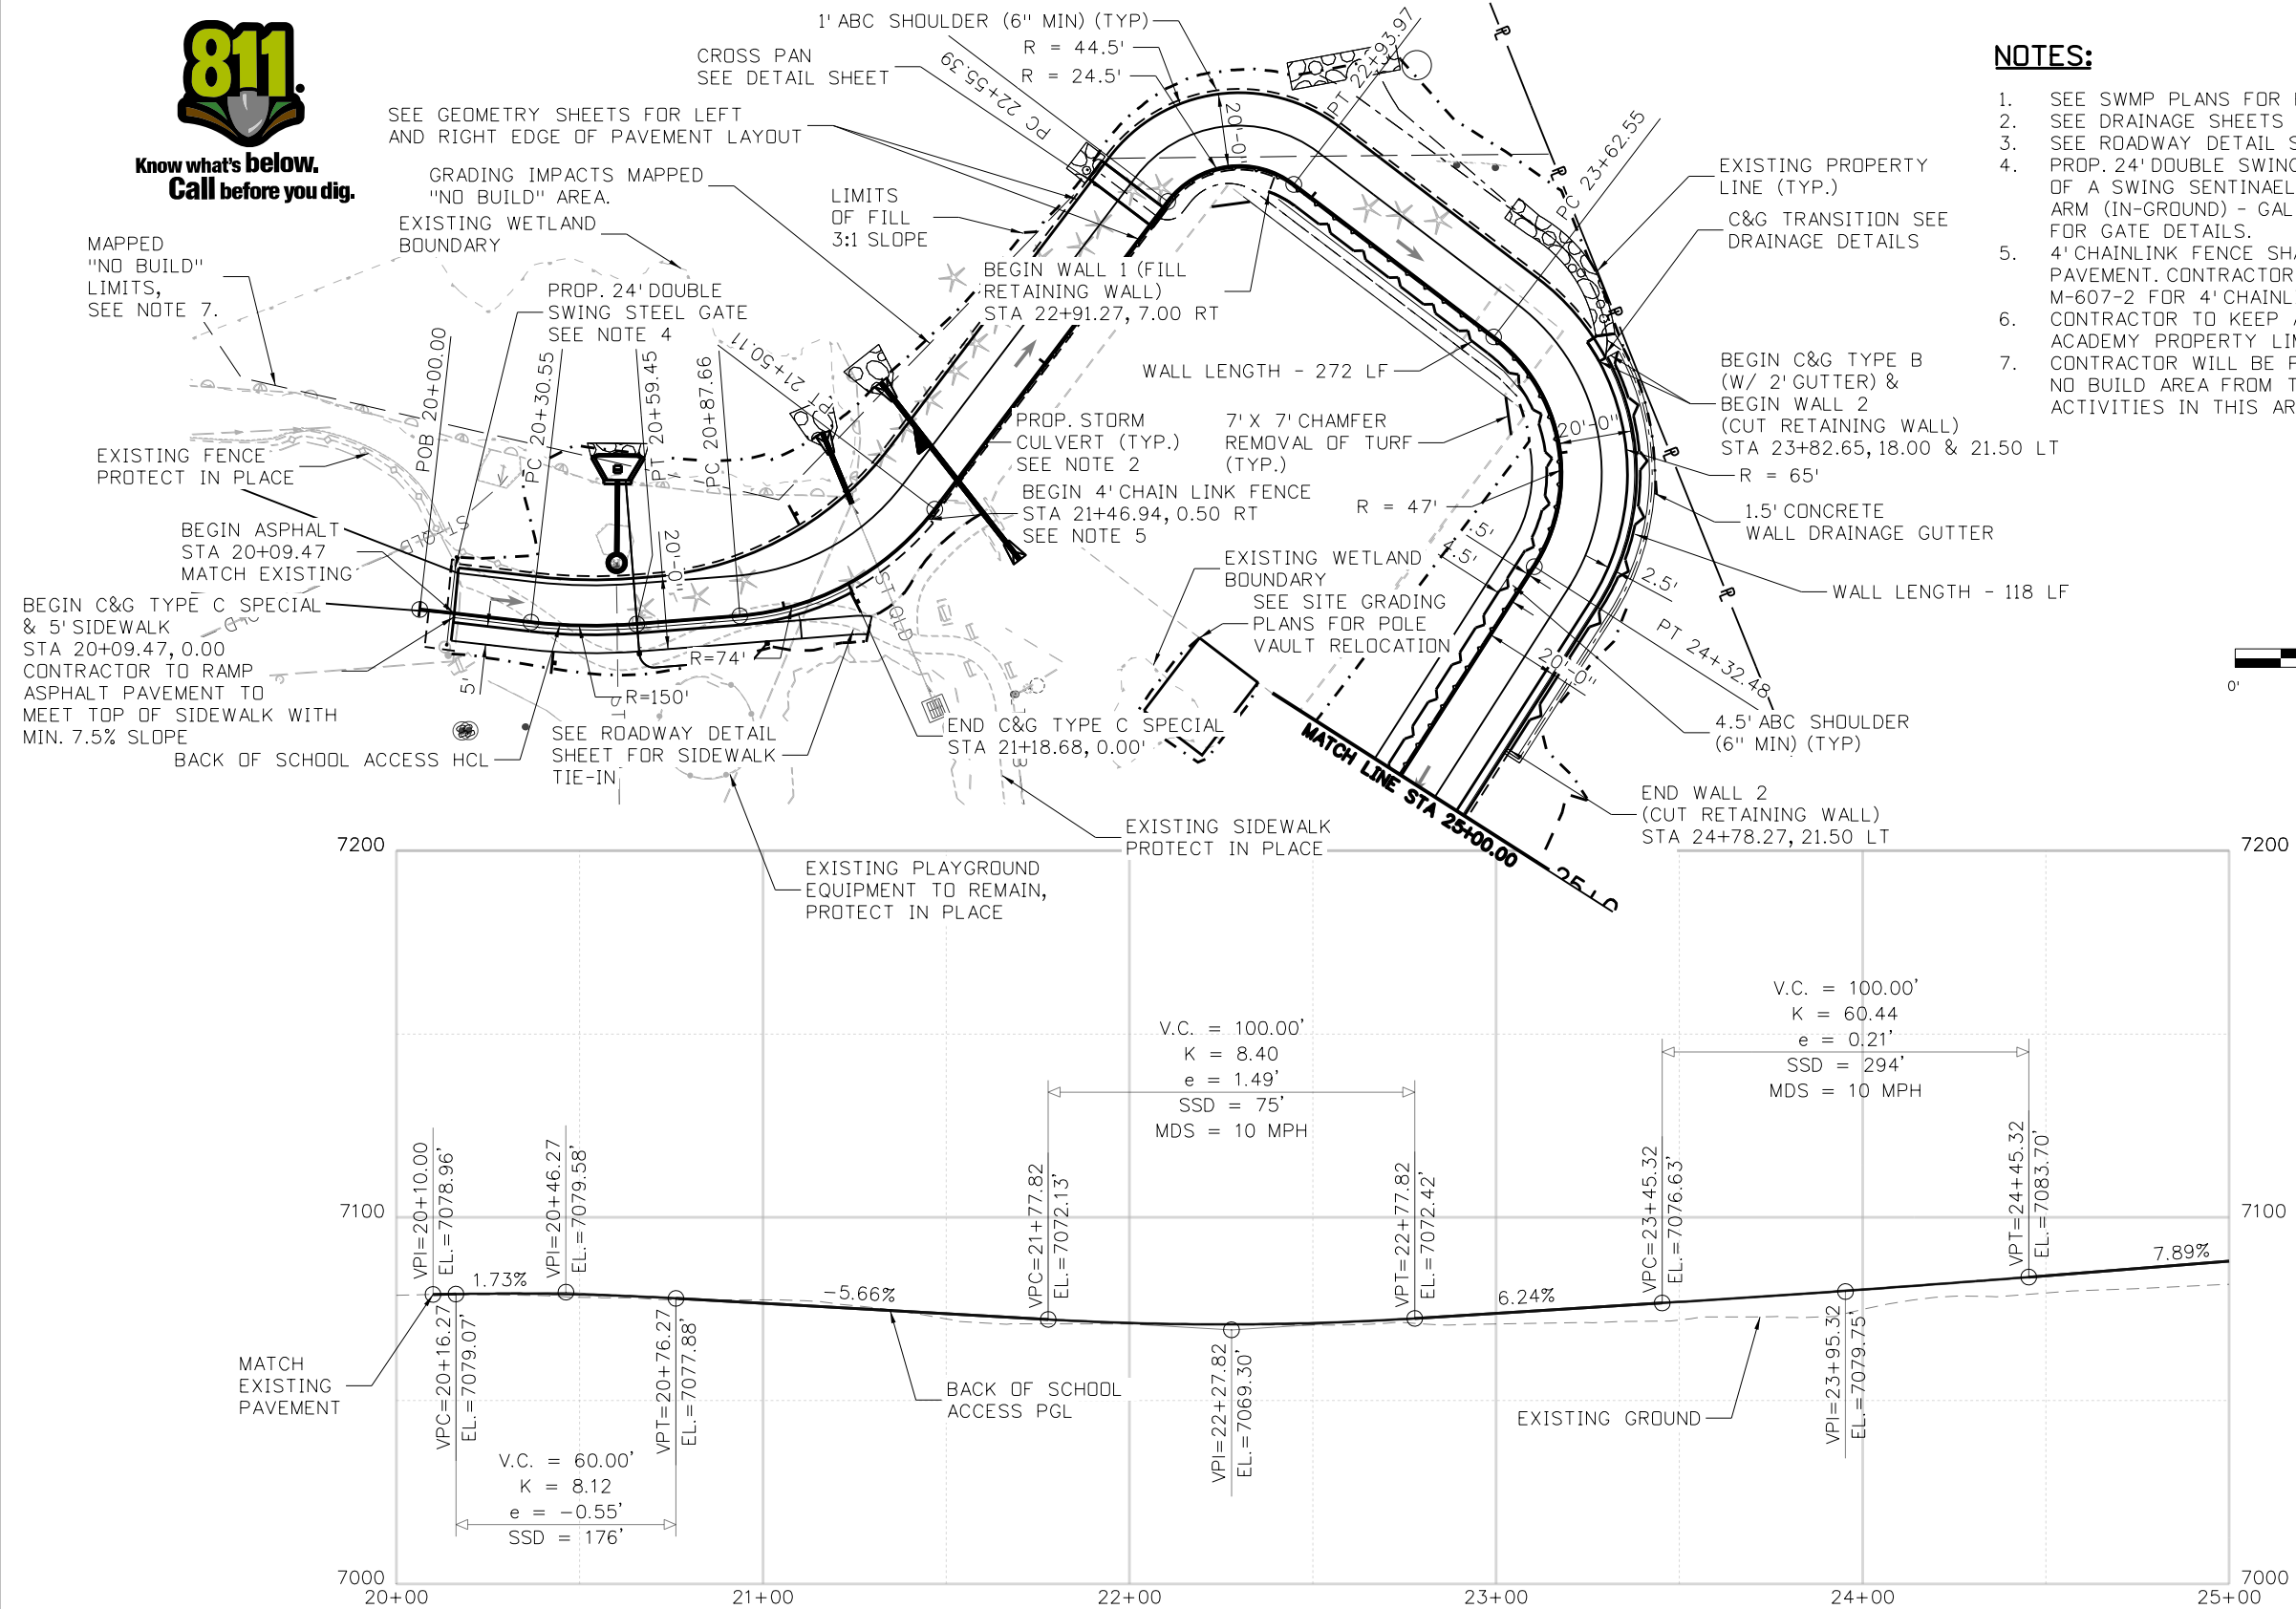 811
Know what's below.
Call before you dig.
1' ABC SHOULDER (6" MIN) (TYP)
R = 44.5'
R = 24.5'
CROSS PAN
SEE DETAIL SHEET
SEE GEOMETRY SHEETS FOR LEFT
AND RIGHT EDGE OF PAVEMENT LAYOUT
GRADING IMPACTS MAPPED
"NO BUILD" AREA.
EXISTING WETLAND
BOUNDARY
LIMITS
OF FILL
3:1 SLOPE
MAPPED
"NO BUILD"
LIMITS,
SEE NOTE 7.
PROP. 24' DOUBLE
SWING STEEL GATE
SEE NOTE 4
BEGIN WALL 1 (FILL
RETAINING WALL)
STA 22+91.27, 7.00 RT
PC 22+55.39
PT 22+93.97
PC 23+62.55
20'-0"
EXISTING PROPERTY
LINE (TYP.)
C&G TRANSITION SEE
DRAINAGE DETAILS
NOTES:
1. SEE SWMP PLANS FOR
2. SEE DRAINAGE SHEETS
3. SEE ROADWAY DETAIL S
4. PROP. 24' DOUBLE SWING
OF A SWING SENTINAEL
ARM (IN-GROUND) - GAL
FOR GATE DETAILS.
5. 4' CHAINLINK FENCE SHA
PAVEMENT. CONTRACTOR
M-607-2 FOR 4' CHAINL
6. CONTRACTOR TO KEEP A
ACADEMY PROPERTY LIM
7. CONTRACTOR WILL BE F
NO BUILD AREA FROM T
ACTIVITIES IN THIS AR
WALL LENGTH - 272 LF
BEGIN C&G TYPE B
(W/ 2' GUTTER) &
BEGIN WALL 2
(CUT RETAINING WALL)
STA 23+82.65, 18.00 & 21.50 LT
POB 20+00.00
PC 20+30.55
PT 20+59.45
PC 20+87.66
21+50.11
PROP. STORM
CULVERT (TYP.)
SEE NOTE 2
7' X 7' CHAMFER
REMOVAL OF TURF
(TYP.)
20'-0"
R = 65'
EXISTING FENCE
PROTECT IN PLACE
BEGIN 4' CHAIN LINK FENCE
STA 21+46.94, 0.50 RT
SEE NOTE 5
R = 47'
1.5' CONCRETE
WALL DRAINAGE GUTTER
BEGIN ASPHALT
STA 20+09.47
MATCH EXISTING
20'-0"
EXISTING WETLAND
BOUNDARY
SEE SITE GRADING
PLANS FOR POLE
VAULT RELOCATION
.5'
4.5'
2.5'
WALL LENGTH - 118 LF
BEGIN C&G TYPE C SPECIAL
& 5' SIDEWALK
STA 20+09.47, 0.00
CONTRACTOR TO RAMP
ASPHALT PAVEMENT TO
MEET TOP OF SIDEWALK WITH
MIN. 7.5% SLOPE
5'
R=74'
R=150'
PT 24+32.48
20'-0"
0'
BACK OF SCHOOL ACCESS HCL
SEE ROADWAY DETAIL
SHEET FOR SIDEWALK
TIE-IN
END C&G TYPE C SPECIAL
STA 21+18.68, 0.00'
4.5' ABC SHOULDER
(6" MIN) (TYP)
MATCH LINE STA 25+00.00
END WALL 2
(CUT RETAINING WALL)
STA 24+78.27, 21.50 LT
EXISTING SIDEWALK
PROTECT IN PLACE
EXISTING PLAYGROUND
EQUIPMENT TO REMAIN,
PROTECT IN PLACE
7200
7200
V.C. = 100.00'
K = 8.40
e = 1.49'
SSD = 75'
MDS = 10 MPH
V.C. = 100.00'
K = 60.44
e = 0.21'
SSD = 294'
MDS = 10 MPH
VPI=20+10.00
EL.=7078.96'
VPI=20+46.27
EL.=7079.58'
VPC=21+77.82
EL.=7072.13'
VPT=22+77.82
EL.=7072.42'
VPC=23+45.32
EL.=7076.63'
VPT=24+45.32
EL.=7083.70'
7100
7100
1.73%
-5.66%
6.24%
7.89%
VPC=20+16.27
EL.=7079.07'
VPT=20+76.27
EL.=7077.88'
VPI=22+27.82
EL.=7069.30'
VPI=23+95.32
EL.=7079.75'
MATCH
EXISTING
PAVEMENT
BACK OF SCHOOL
ACCESS PGL
EXISTING GROUND
V.C. = 60.00'
K = 8.12
e = -0.55'
SSD = 176'
7000
7000
20+00
21+00
22+00
23+00
24+00
25+00